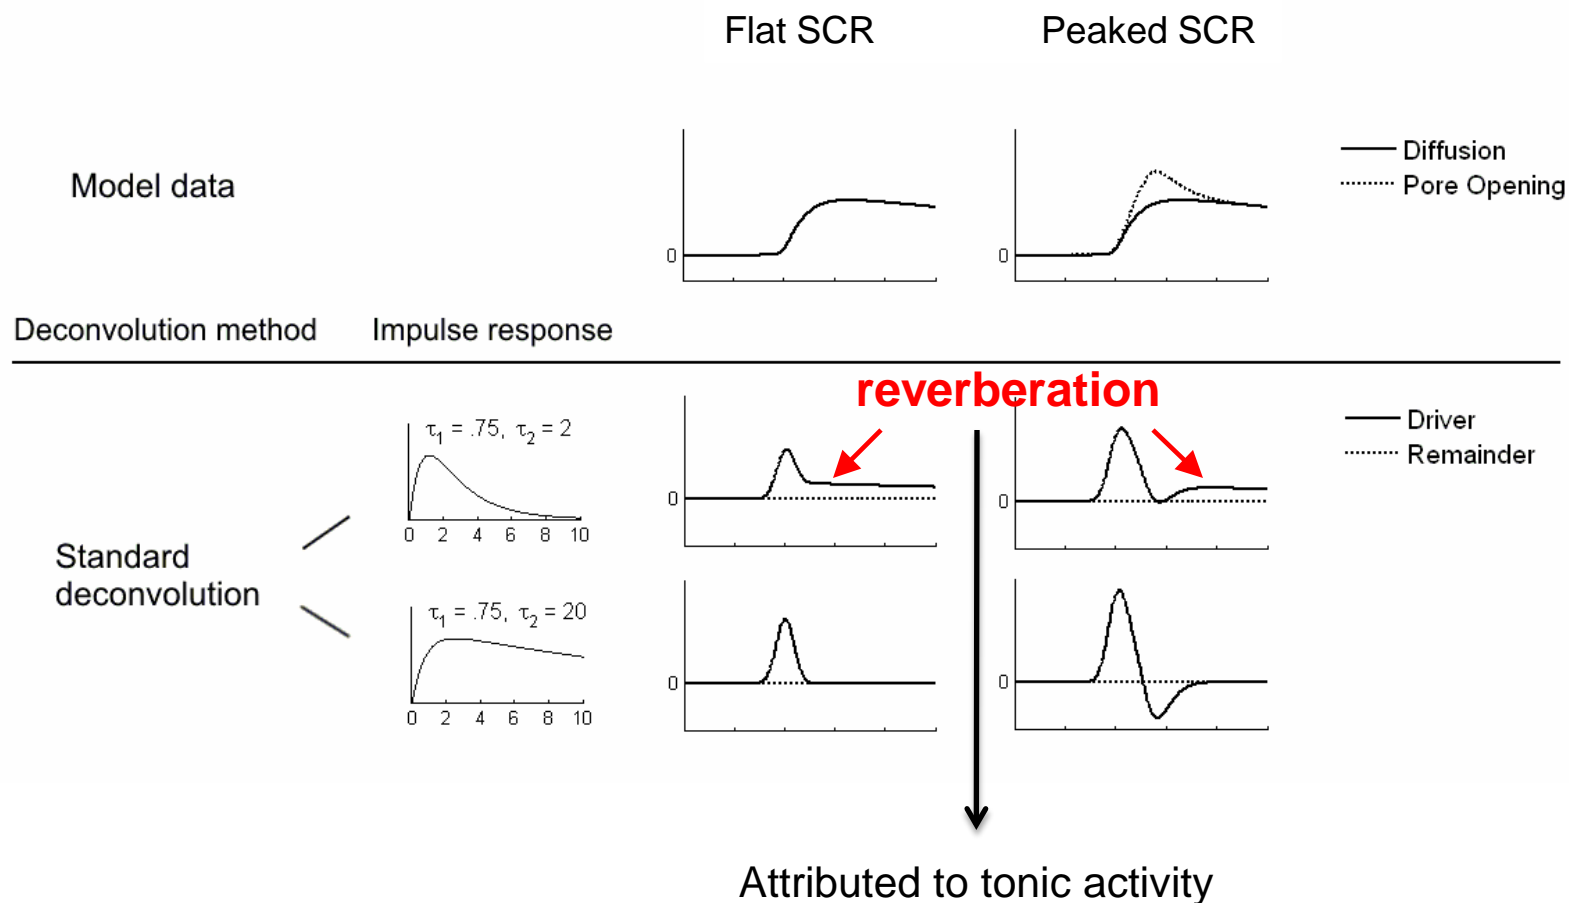 Flat SCR
Peaked SCR
Model data
0
0
Diffusion
Pore Opening
Deconvolution method
Impulse response
reverberation
τ1 = .75, τ2 = 2
0 2 4 6 8 10
0
0
Driver
Remainder
Standard
deconvolution
τ1 = .75, τ2 = 20
0 2 4 6 8 10
0
0
Attributed to tonic activity